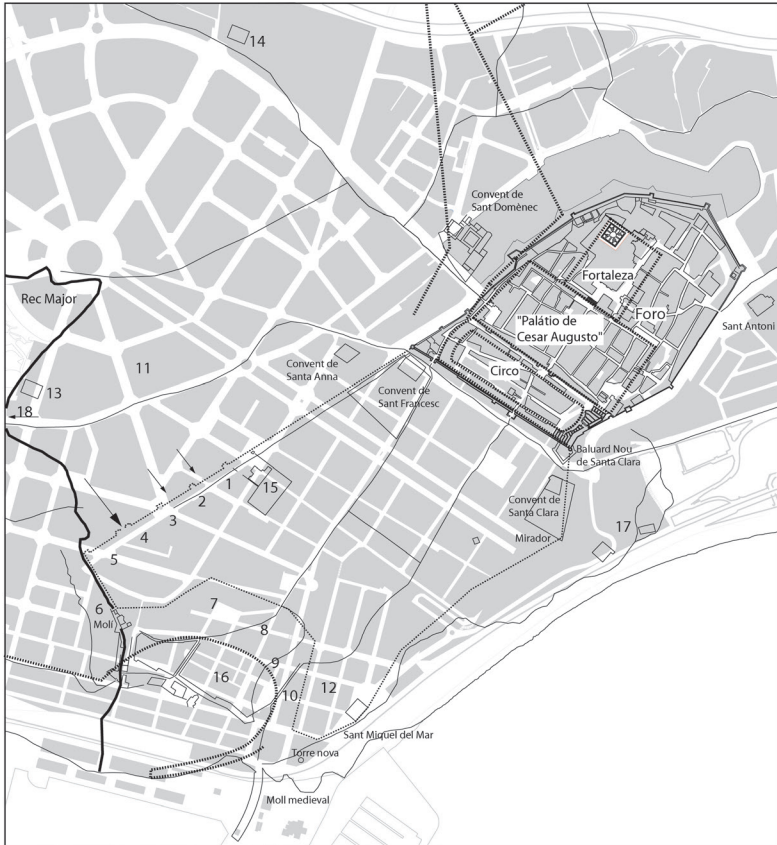 14
Convent de
Sant Domènec
Fortaleza
Rec Major
Foro
"Palátio de
Cesar Augusto"
Sant Antoni
11
Convent de
Santa Anna
Circo
13
Convent de
Sant Francesc
18
Baluard Nou
de Santa Clara
1
15
2
Convent de
Santa Clara
3
17
4
Mirador
5
6
7
Molí
8
9
16
10
12
Sant Miquel del Mar
Torre nova
Moll medieval